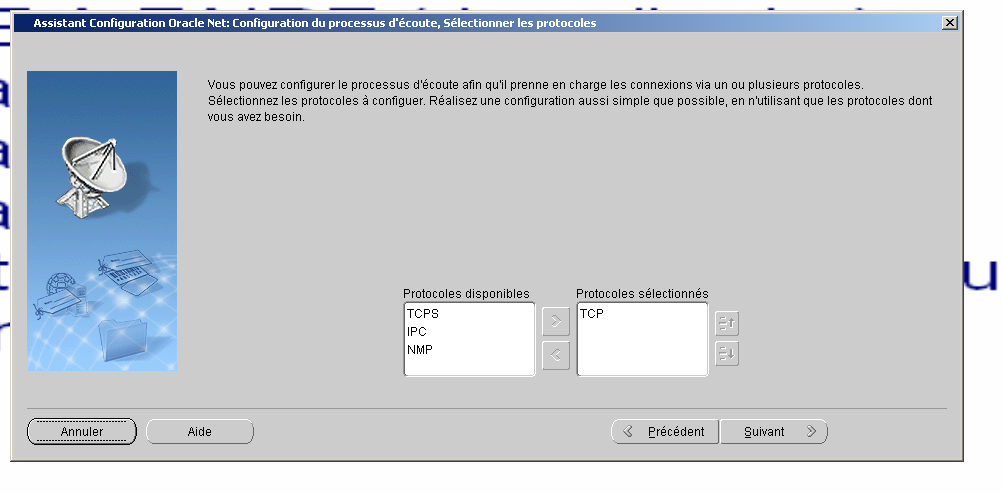 Assistant Configuration Oracle Net: Configuration du processus d'écoute, Sélectionner les protocoles
Vous pouvez configurer le processus d'écoute afin qu'il prenne en charge les connexions via un ou plusieurs protocoles.
Sélectionnez les protocoles à configuer. Réalisez une configuration aussi simple que possible, en n'utilisant que les protocoles dont
vous avez besoin.
Protocoles disponibles
TCPS
IPC
NMP
Protocoles sélectionnés
TCP
Annuler
Aide
Précédent
Suivant